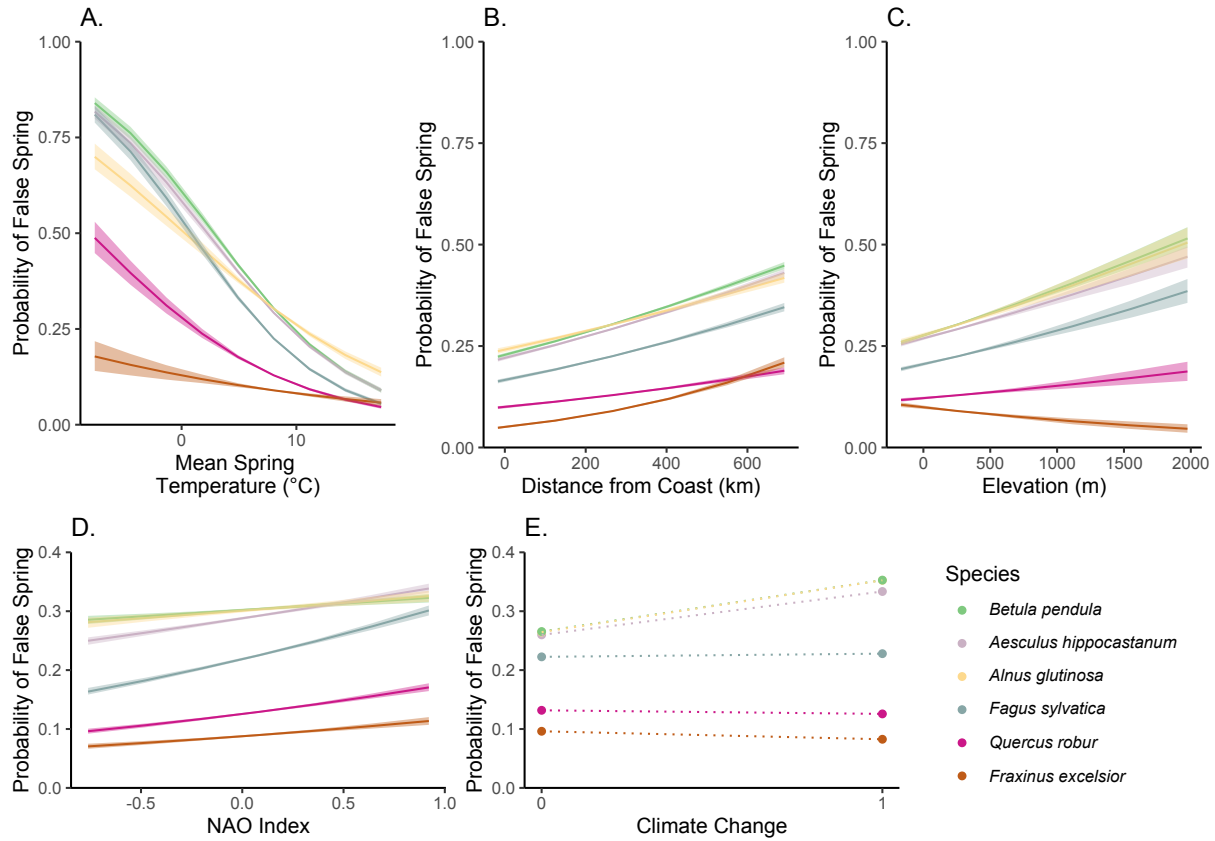 A.
Probability of False Spring
1.00
0.75
0.50
0.25
0.00
0
10
Mean Spring
Temperature (°C)
B.
Probability of False Spring
1.00
0.75
0.50
0.25
0.00
0
200
400
600
Distance from Coast (km)
C.
Probability of False Spring
1.00
0.75
0.50
0.25
0.00
0
500
1000
1500
2000
Elevation (m)
D.
Probability of False Spring
0.4
0.3
0.2
0.1
0.0
-0.5
0.0
0.5
1.0
NAO Index
E.
Probability of False Spring
0.4
0.3
0.2
0.1
0.0
0
1
Climate Change
Species
Betula pendula
Aesculus hippocastanum
Alnus glutinosa
Fagus sylvatica
Quercus robur
Fraxinus excelsior